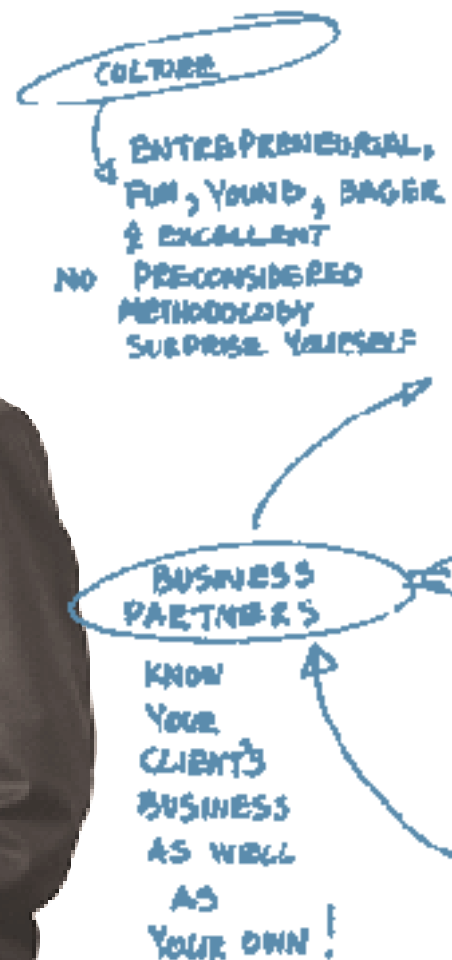 CULTURE
ENTREPRENEURIAL,
FUN, YOUNG, EAGER
& EXCELLENT
NO PRECONSIDERED
METHODOLOGY
SURPRISE YOURSELF
BUSINESS
PARTNERS
KNOW
YOUR
CLIENT'S
BUSINESS
AS WELL
AS
YOUR OWN!